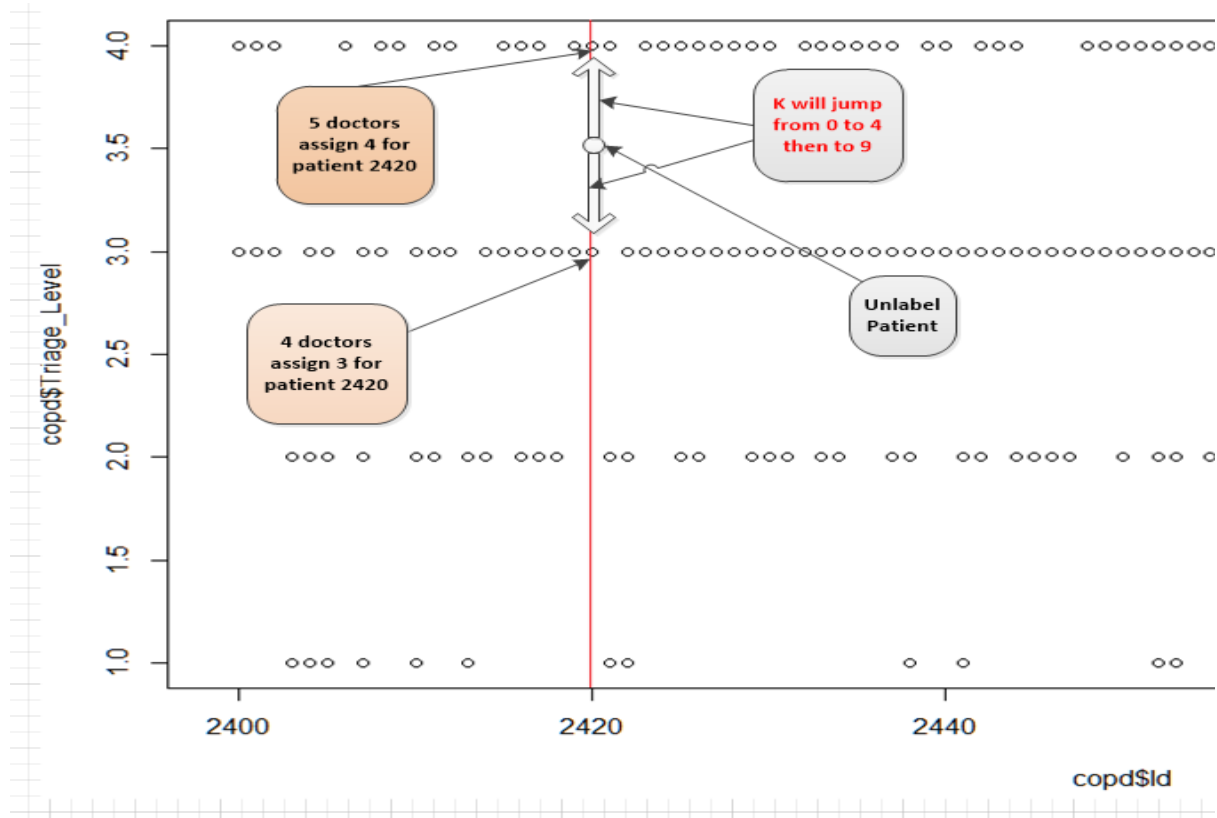 4.0
3.5
3.0
2.5
2.0
1.5
1.0
copd$Triage_Level
5 doctors
assign 4 for
patient 2420
K will jump
from 0 to 4
then to 9
Unlabel
Patient
4 doctors
assign 3 for
patient 2420
2400
2420
2440
copd$Id